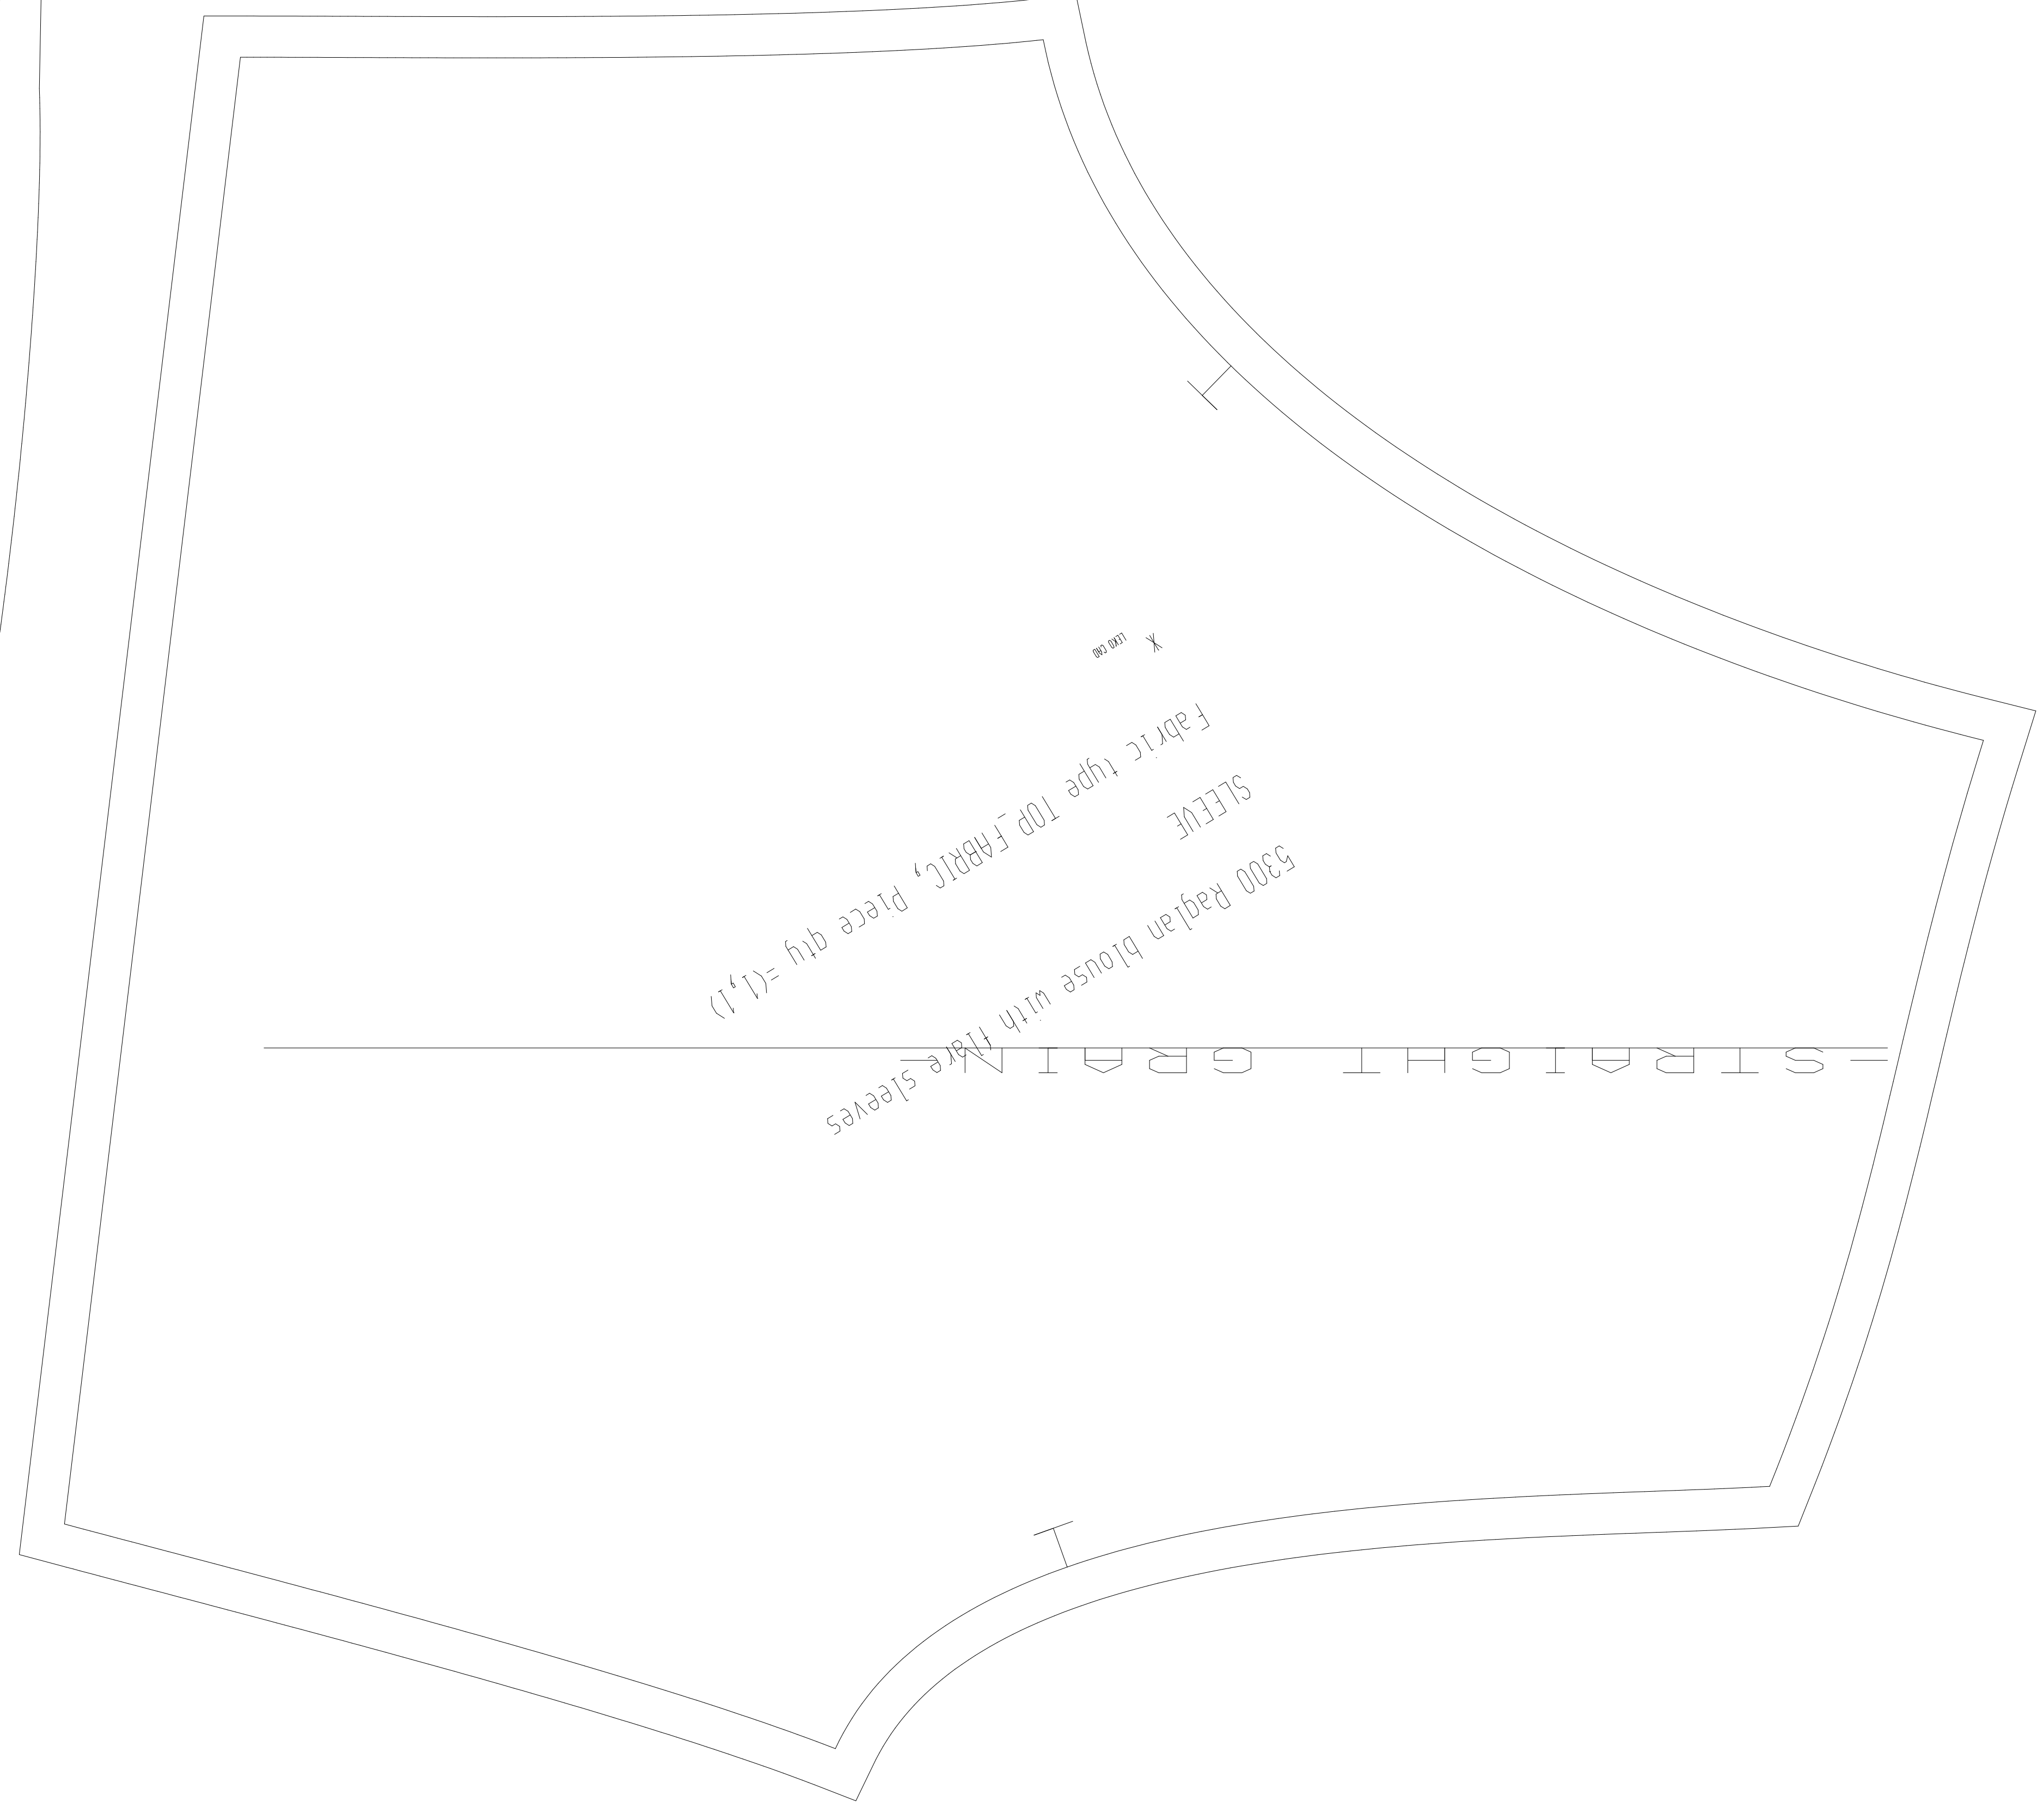 5300 Raglan blouse with flare sleeves
SLEEVE
Fabric type TOP_FABRIC, Piece qty =(1,1)
-STRAIGHT GRAIN-